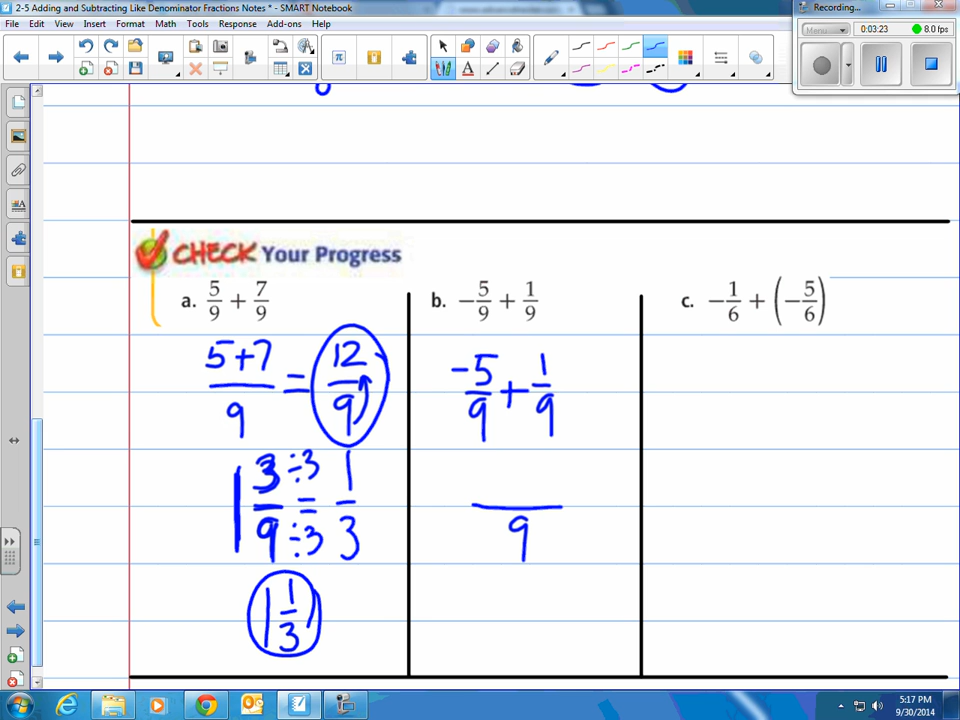 2-5 Adding and Subtracting Like Denominator Fractions Notes * - SMART Notebook
Recording...
File Edit View Insert Format Tools Response Add-ons Help
Menu
0:03:23
8.0 fps
CHECK Your Progress
a. 5/9 + 7/9
b. -5/9 + 1/9
c. -1/6 + (-5/6)
5+7/9 = 12/9
-5/9 + 1/9
1 3/9 ÷3/÷3 = 1/3
/9
1 1/3
5:17 PM
9/30/2014